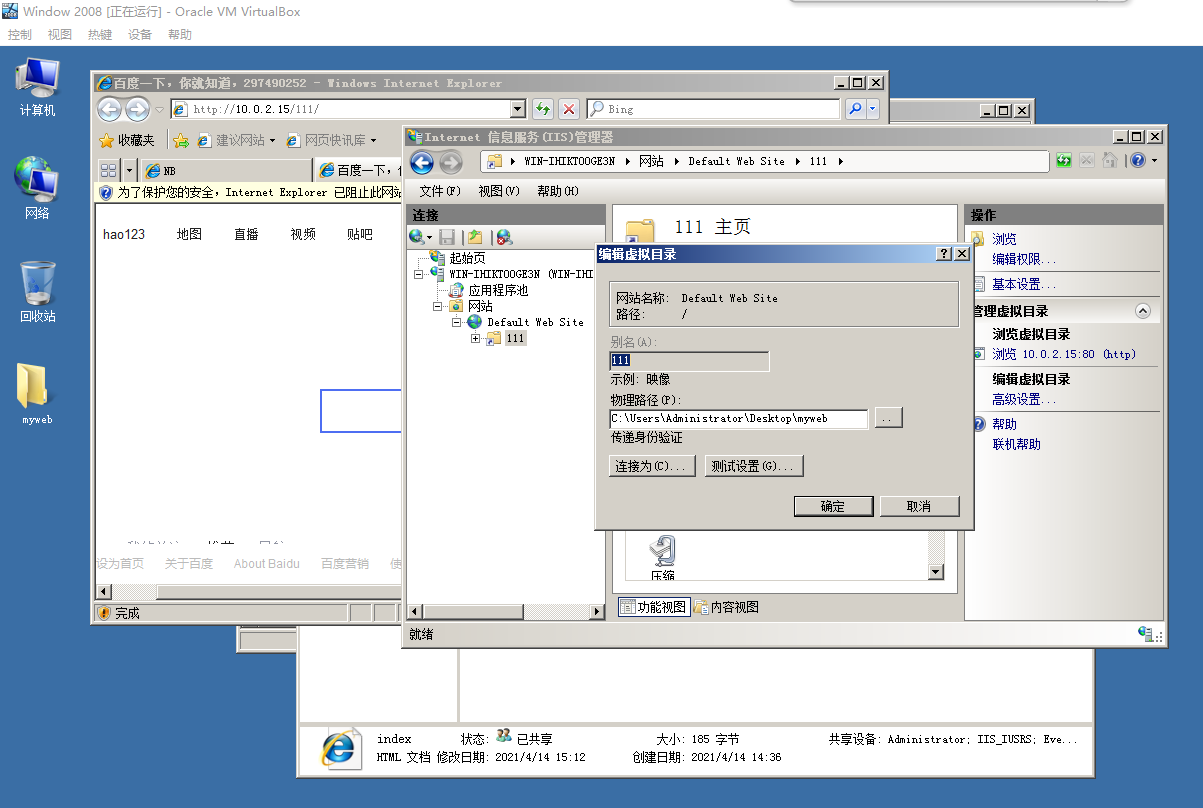 Window 2008 [正在运行] - Oracle VM VirtualBox
控制 视图 热键 设备 帮助
计算机
网络
回收站
myweb
百度一下，你就知道，297490252 - Windows Internet Explorer
http://10.0.2.15/111/
Bing
收藏夹 建议网站 网页快讯库
NB 百度一下，
为了保护您的安全，Internet Explorer 已阻止此网站
hao123 地图 直播 视频 贴吧
设为首页 关于百度 About Baidu 百度营销
完成
Internet 信息服务(IIS)管理器
WIN-IHIKTOOGE3N 网站 Default Web Site 111
文件(F) 视图(V) 帮助(H)
连接
起始页
WIN-IHIKTOOGE3N (WIN-IHI
应用程序池
网站
Default Web Site
111
111 主页
压缩
功能视图 内容视图
就绪
编辑虚拟目录
网站名称: Default Web Site
路径: /
别名(A):
111
示例: 映像
物理路径(P):
C:\Users\Administrator\Desktop\myweb
..
传递身份验证
连接为(C)... 测试设置(G)...
确定 取消
操作
浏览
编辑权限...
基本设置...
管理虚拟目录
浏览虚拟目录
浏览 10.0.2.15:80 (http)
编辑虚拟目录
高级设置...
帮助
联机帮助
index 状态: 已共享 大小: 185 字节 共享设备: Administrator; IIS_IUSRS; Eve...
HTML 文档 修改日期: 2021/4/14 15:12 创建日期: 2021/4/14 14:36